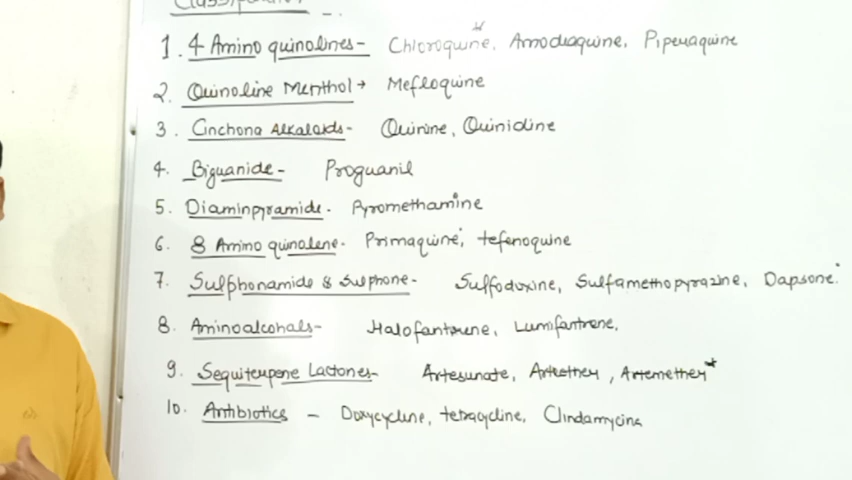 Classification -
1. 4 Amino quinolines - Chloroquine, Amodiaquine, Piperaquine
2. Quinoline Menthol → Mefloquine
3. Cinchona Alkaloids - Quinine, Quinidine
4. Biguanide - Proguanil
5. Diaminpyramide. Pyromethamine
6. 8 Amino quinolene. Primaquine, tefenoquine
7. Sulphonamide & Sulphone - Sulfodoxine, Sulfamethopyrazine, Dapsone.
8. Aminoalcohals - Halofantrene, Lumifantrene,
9. Sequiterpene Lactones - Artesunate, Artether, Artemether*
10. Antibiotics - Doxycycline, tetracycline, Clindamycin